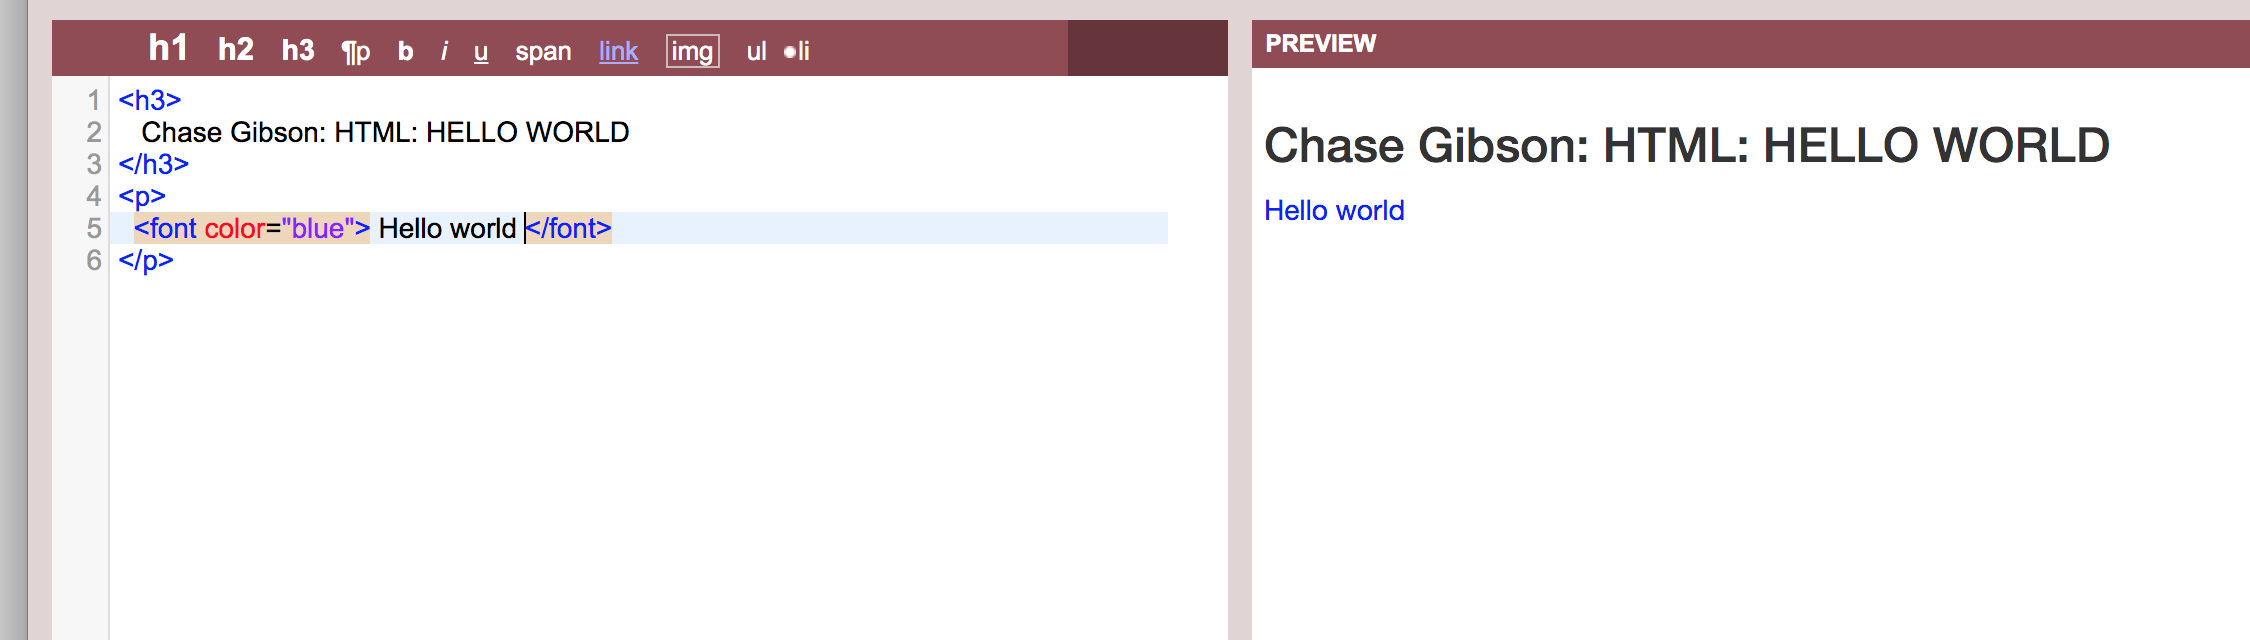 h1 h2 h3 ¶p b i u span link img ul ●li
1 <h3>
2 Chase Gibson: HTML: HELLO WORLD
3 </h3>
4 <p>
5 <font color="blue"> Hello world </font>
6 </p>
PREVIEW
Chase Gibson: HTML: HELLO WORLD
Hello world